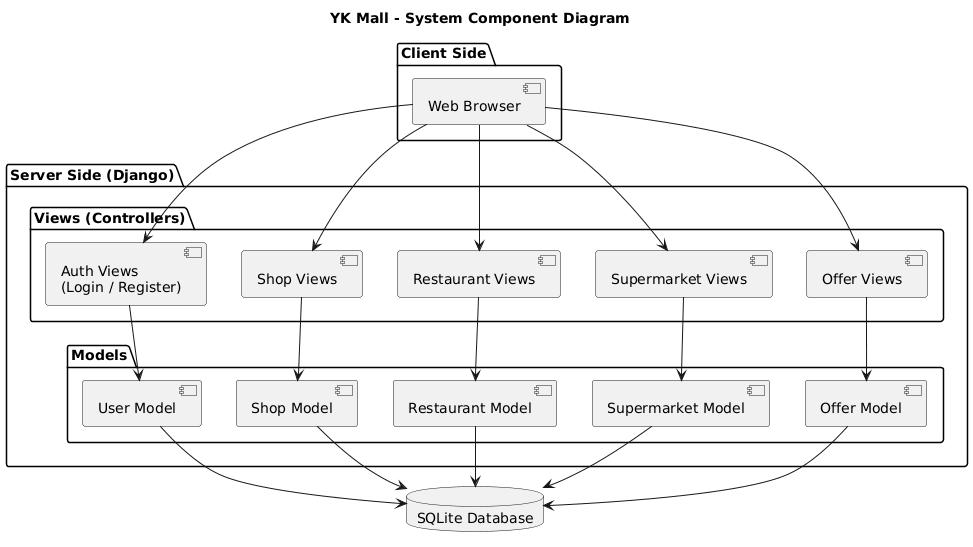 YK Mall - System Component Diagram
Client Side
Web Browser
Server Side (Django)
Views (Controllers)
Auth Views
(Login / Register)
Shop Views
Restaurant Views
Supermarket Views
Offer Views
Models
User Model
Shop Model
Restaurant Model
Supermarket Model
Offer Model
SQLite Database